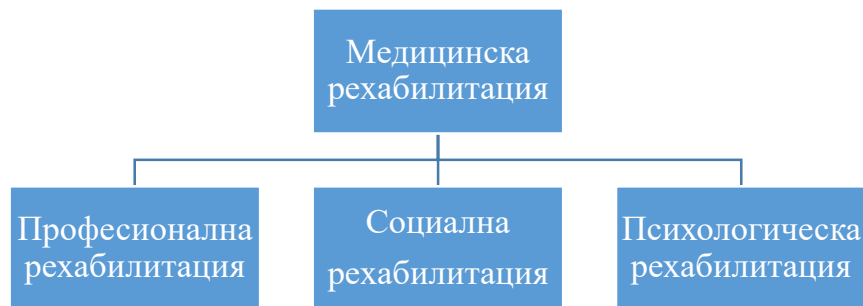 Медицинска
рехабилитация
Професионална
рехабилитация
Социална
рехабилитация
Психологическа
рехабилитация